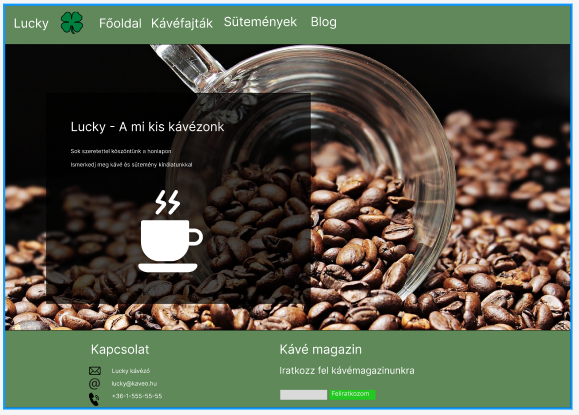 Lucky Főoldal Kávéfajták Sütemények Blog
Lucky - A mi kis kávézonk
Sok szeretettel köszöntünk a honlapon
Ismerkedj meg kávé és sütemény kínálatunkkal
Kapcsolat
Lucky kávézó
lucky@kaveo.hu
+36-1-555-55-55
Kávé magazin
Iratkozz fel kávémagazinunkra
Feliratkozom